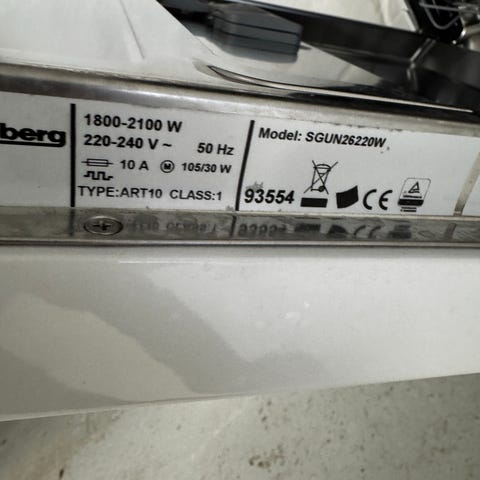 berg
1800-2100 W
220-240 V ~ 50 Hz
10 A M 105/30 W
TYPE:ART10 CLASS:1
Model: SGUN26220W
93554 CE